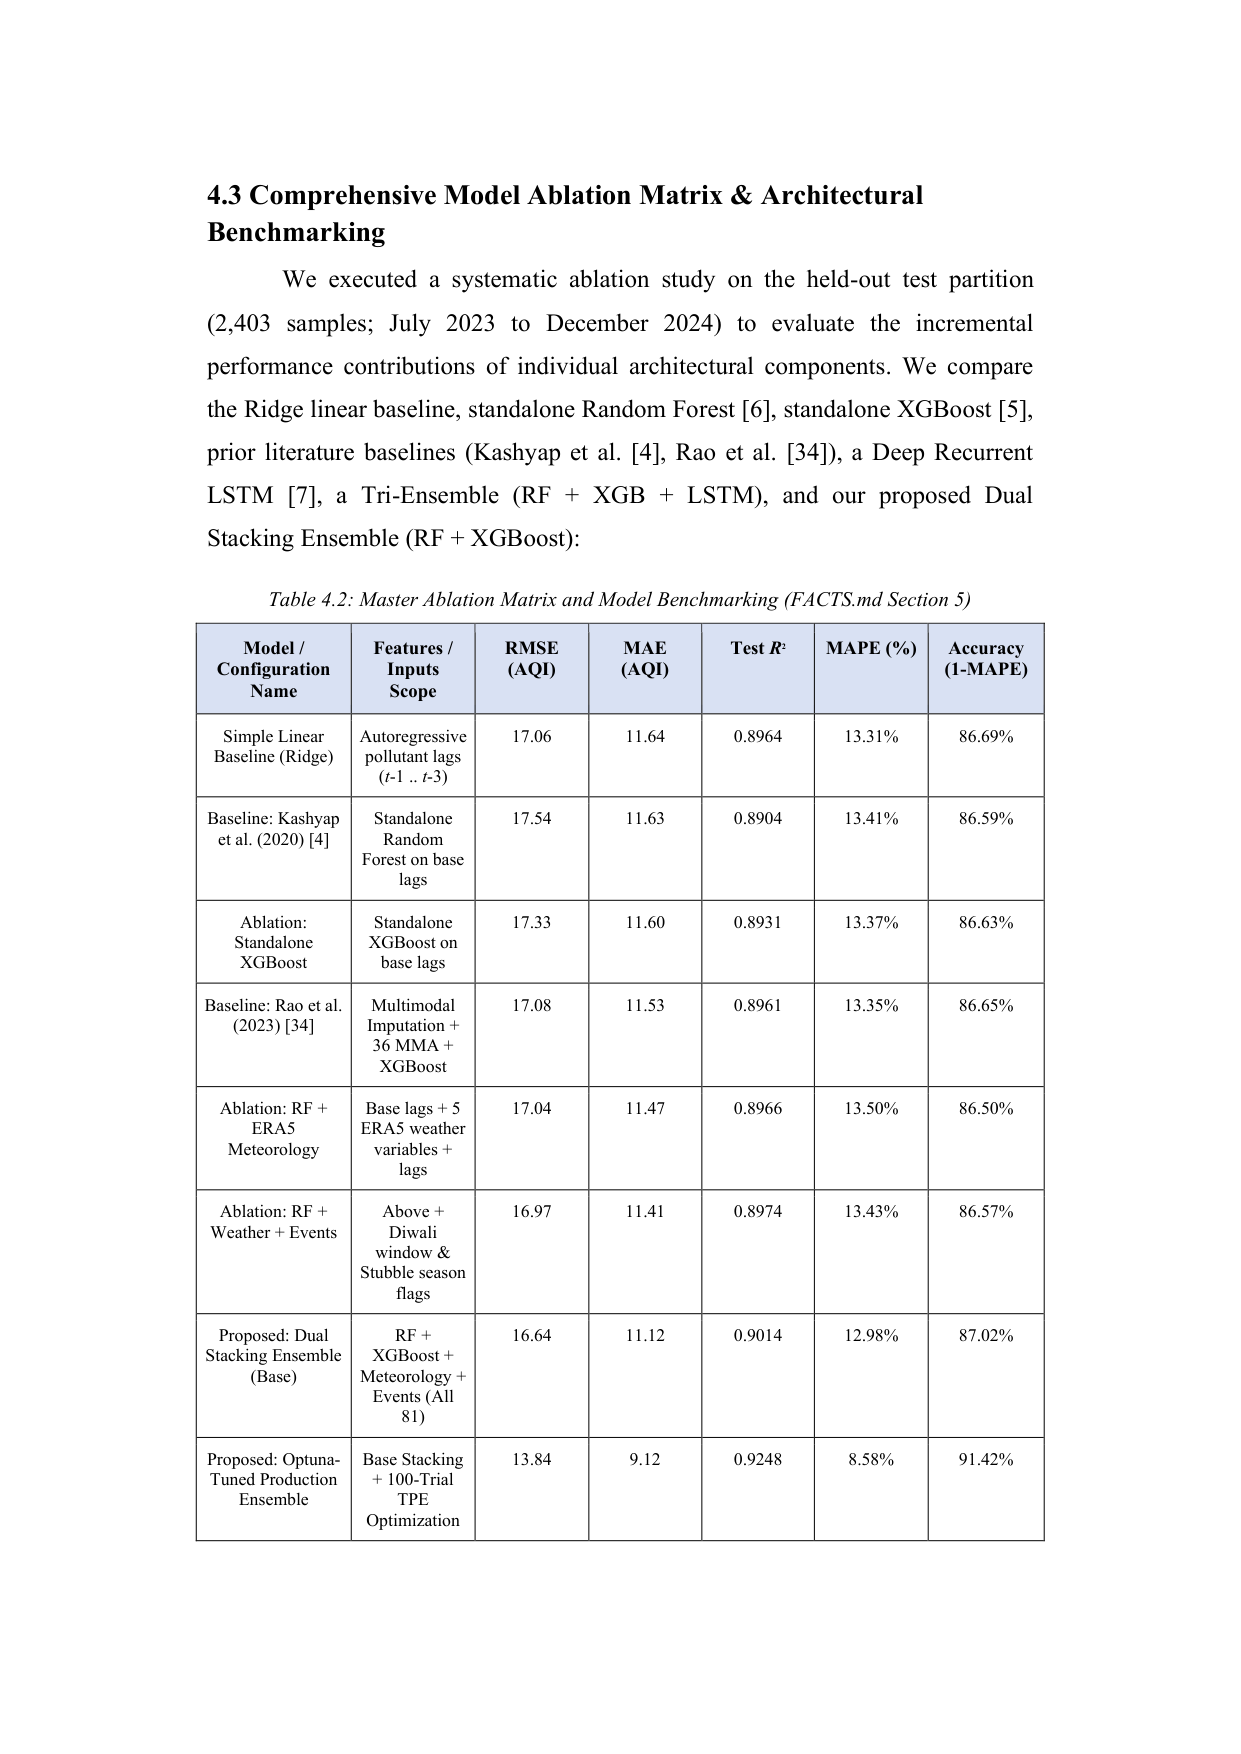 4.3 Comprehensive Model Ablation Matrix & Architectural
Benchmarking
We executed a systematic ablation study on the held-out test partition
(2,403 samples; July 2023 to December 2024) to evaluate the incremental
performance contributions of individual architectural components. We compare
the Ridge linear baseline, standalone Random Forest [6], standalone XGBoost [5],
prior literature baselines (Kashyap et al. [4], Rao et al. [34]), a Deep Recurrent
LSTM [7], a Tri-Ensemble (RF + XGB + LSTM), and our proposed Dual
Stacking Ensemble (RF + XGBoost):
Table 4.2: Master Ablation Matrix and Model Benchmarking (FACTS.md Section 5)
Model /
Configuration
Name
Features /
Inputs
Scope
RMSE
(AQI)
MAE
(AQI)
Test R²
MAPE (%)
Accuracy
(1-MAPE)
Simple Linear
Baseline (Ridge)
Autoregressive
pollutant lags
(t-1 .. t-3)
17.06
11.64
0.8964
13.31%
86.69%
Baseline: Kashyap
et al. (2020) [4]
Standalone
Random
Forest on base
lags
17.54
11.63
0.8904
13.41%
86.59%
Ablation:
Standalone
XGBoost
Standalone
XGBoost on
base lags
17.33
11.60
0.8931
13.37%
86.63%
Baseline: Rao et al.
(2023) [34]
Multimodal
Imputation +
36 MMA +
XGBoost
17.08
11.53
0.8961
13.35%
86.65%
Ablation: RF +
ERA5
Meteorology
Base lags + 5
ERA5 weather
variables +
lags
17.04
11.47
0.8966
13.50%
86.50%
Ablation: RF +
Weather + Events
Above +
Diwali
window &
Stubble season
flags
16.97
11.41
0.8974
13.43%
86.57%
Proposed: Dual
Stacking Ensemble
(Base)
RF +
XGBoost +
Meteorology +
Events (All
81)
16.64
11.12
0.9014
12.98%
87.02%
Proposed: Optuna-
Tuned Production
Ensemble
Base Stacking
+ 100-Trial
TPE
Optimization
13.84
9.12
0.9248
8.58%
91.42%